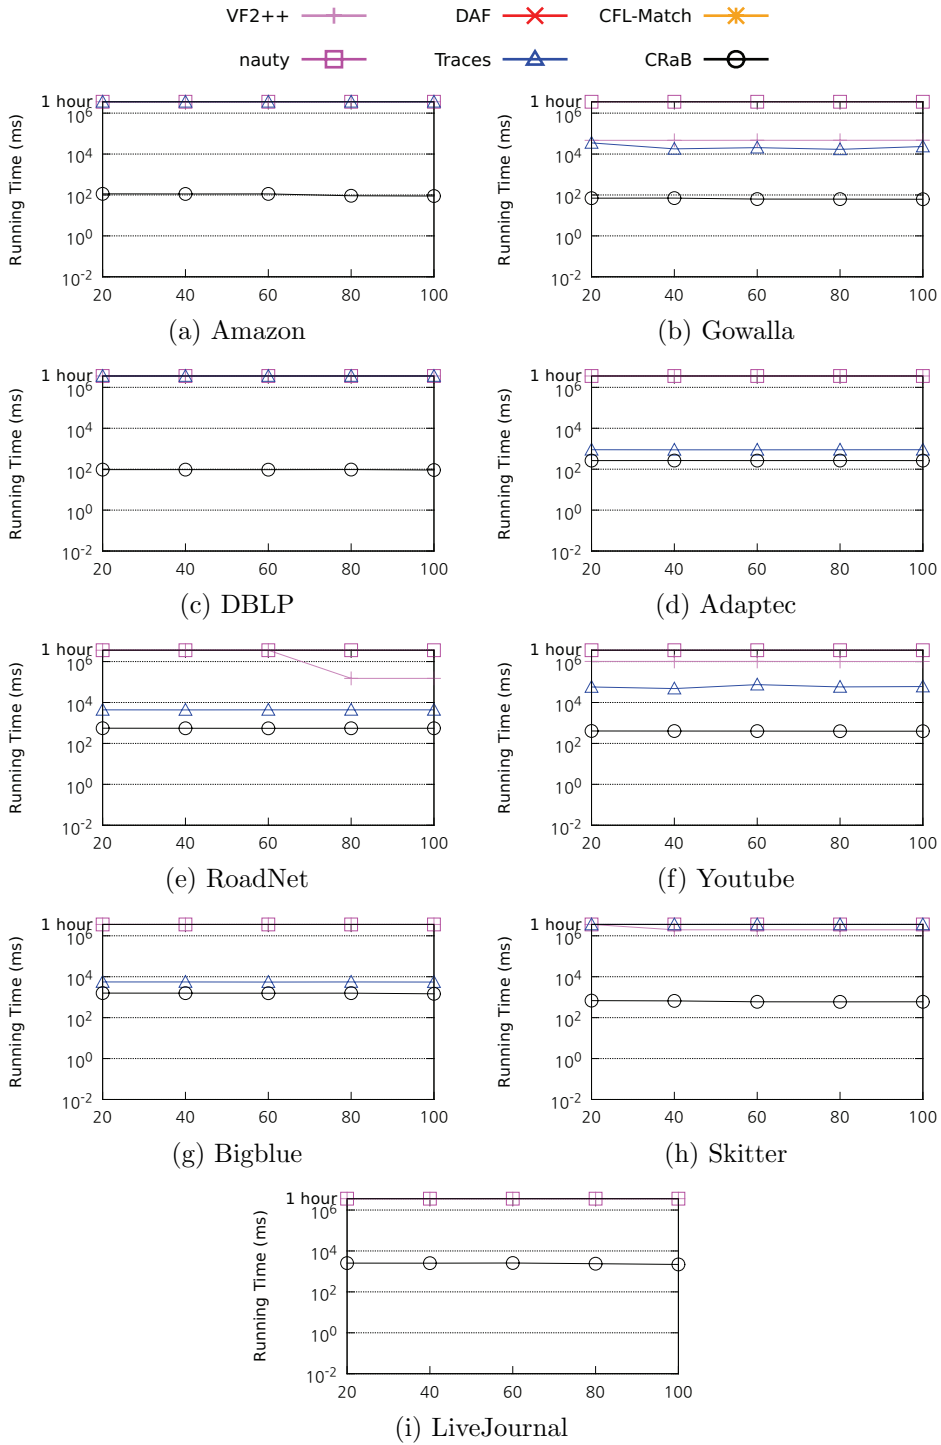 VF2++ DAF CFL-Match
nauty Traces CRaB
1 hour 1 hour
10^6 10^6
10^4 10^4
10^2 10^2
10^0 10^0
10^-2 10^-2
Running Time (ms) Running Time (ms)
20 40 60 80 100 20 40 60 80 100
(a) Amazon (b) Gowalla
1 hour 1 hour
10^6 10^6
10^4 10^4
10^2 10^2
10^0 10^0
10^-2 10^-2
Running Time (ms) Running Time (ms)
20 40 60 80 100 20 40 60 80 100
(c) DBLP (d) Adaptec
1 hour 1 hour
10^6 10^6
10^4 10^4
10^2 10^2
10^0 10^0
10^-2 10^-2
Running Time (ms) Running Time (ms)
20 40 60 80 100 20 40 60 80 100
(e) RoadNet (f) Youtube
1 hour 1 hour
10^6 10^6
10^4 10^4
10^2 10^2
10^0 10^0
10^-2 10^-2
Running Time (ms) Running Time (ms)
20 40 60 80 100 20 40 60 80 100
(g) Bigblue (h) Skitter
1 hour
10^6
10^4
10^2
10^0
10^-2
Running Time (ms)
20 40 60 80 100
(i) LiveJournal